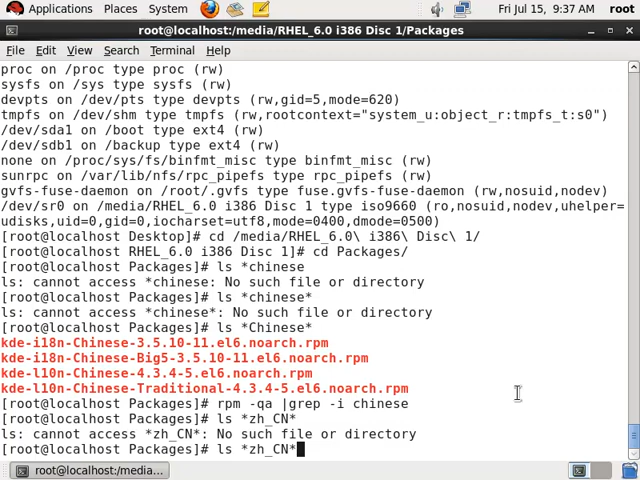 Applications Places System
Fri Jul 15, 9:37 AM root
root@localhost:/media/RHEL_6.0 i386 Disc 1/Packages
File Edit View Search Terminal Help
proc on /proc type proc (rw)
sysfs on /sys type sysfs (rw)
devpts on /dev/pts type devpts (rw,gid=5,mode=620)
tmpfs on /dev/shm type tmpfs (rw,rootcontext="system_u:object_r:tmpfs_t:s0")
/dev/sda1 on /boot type ext4 (rw)
/dev/sdb1 on /backup type ext4 (rw)
none on /proc/sys/fs/binfmt_misc type binfmt_misc (rw)
sunrpc on /var/lib/nfs/rpc_pipefs type rpc_pipefs (rw)
gvfs-fuse-daemon on /root/.gvfs type fuse.gvfs-fuse-daemon (rw,nosuid,nodev)
/dev/sr0 on /media/RHEL_6.0 i386 Disc 1 type iso9660 (ro,nosuid,nodev,uhelper=
udisks,uid=0,gid=0,iocharset=utf8,mode=0400,dmode=0500)
[root@localhost Desktop]# cd /media/RHEL_6.0\ i386\ Disc\ 1/
[root@localhost RHEL_6.0 i386 Disc 1]# cd Packages/
[root@localhost Packages]# ls *chinese
ls: cannot access *chinese: No such file or directory
[root@localhost Packages]# ls *chinese*
ls: cannot access *chinese*: No such file or directory
[root@localhost Packages]# ls *Chinese*
kde-i18n-Chinese-3.5.10-11.el6.noarch.rpm
kde-i18n-Chinese-Big5-3.5.10-11.el6.noarch.rpm
kde-l10n-Chinese-4.3.4-5.el6.noarch.rpm
kde-l10n-Chinese-Traditional-4.3.4-5.el6.noarch.rpm
[root@localhost Packages]# rpm -qa |grep -i chinese
[root@localhost Packages]# ls *zh_CN*
ls: cannot access *zh_CN*: No such file or directory
[root@localhost Packages]# ls *zh_CN*
root@localhost:/media...